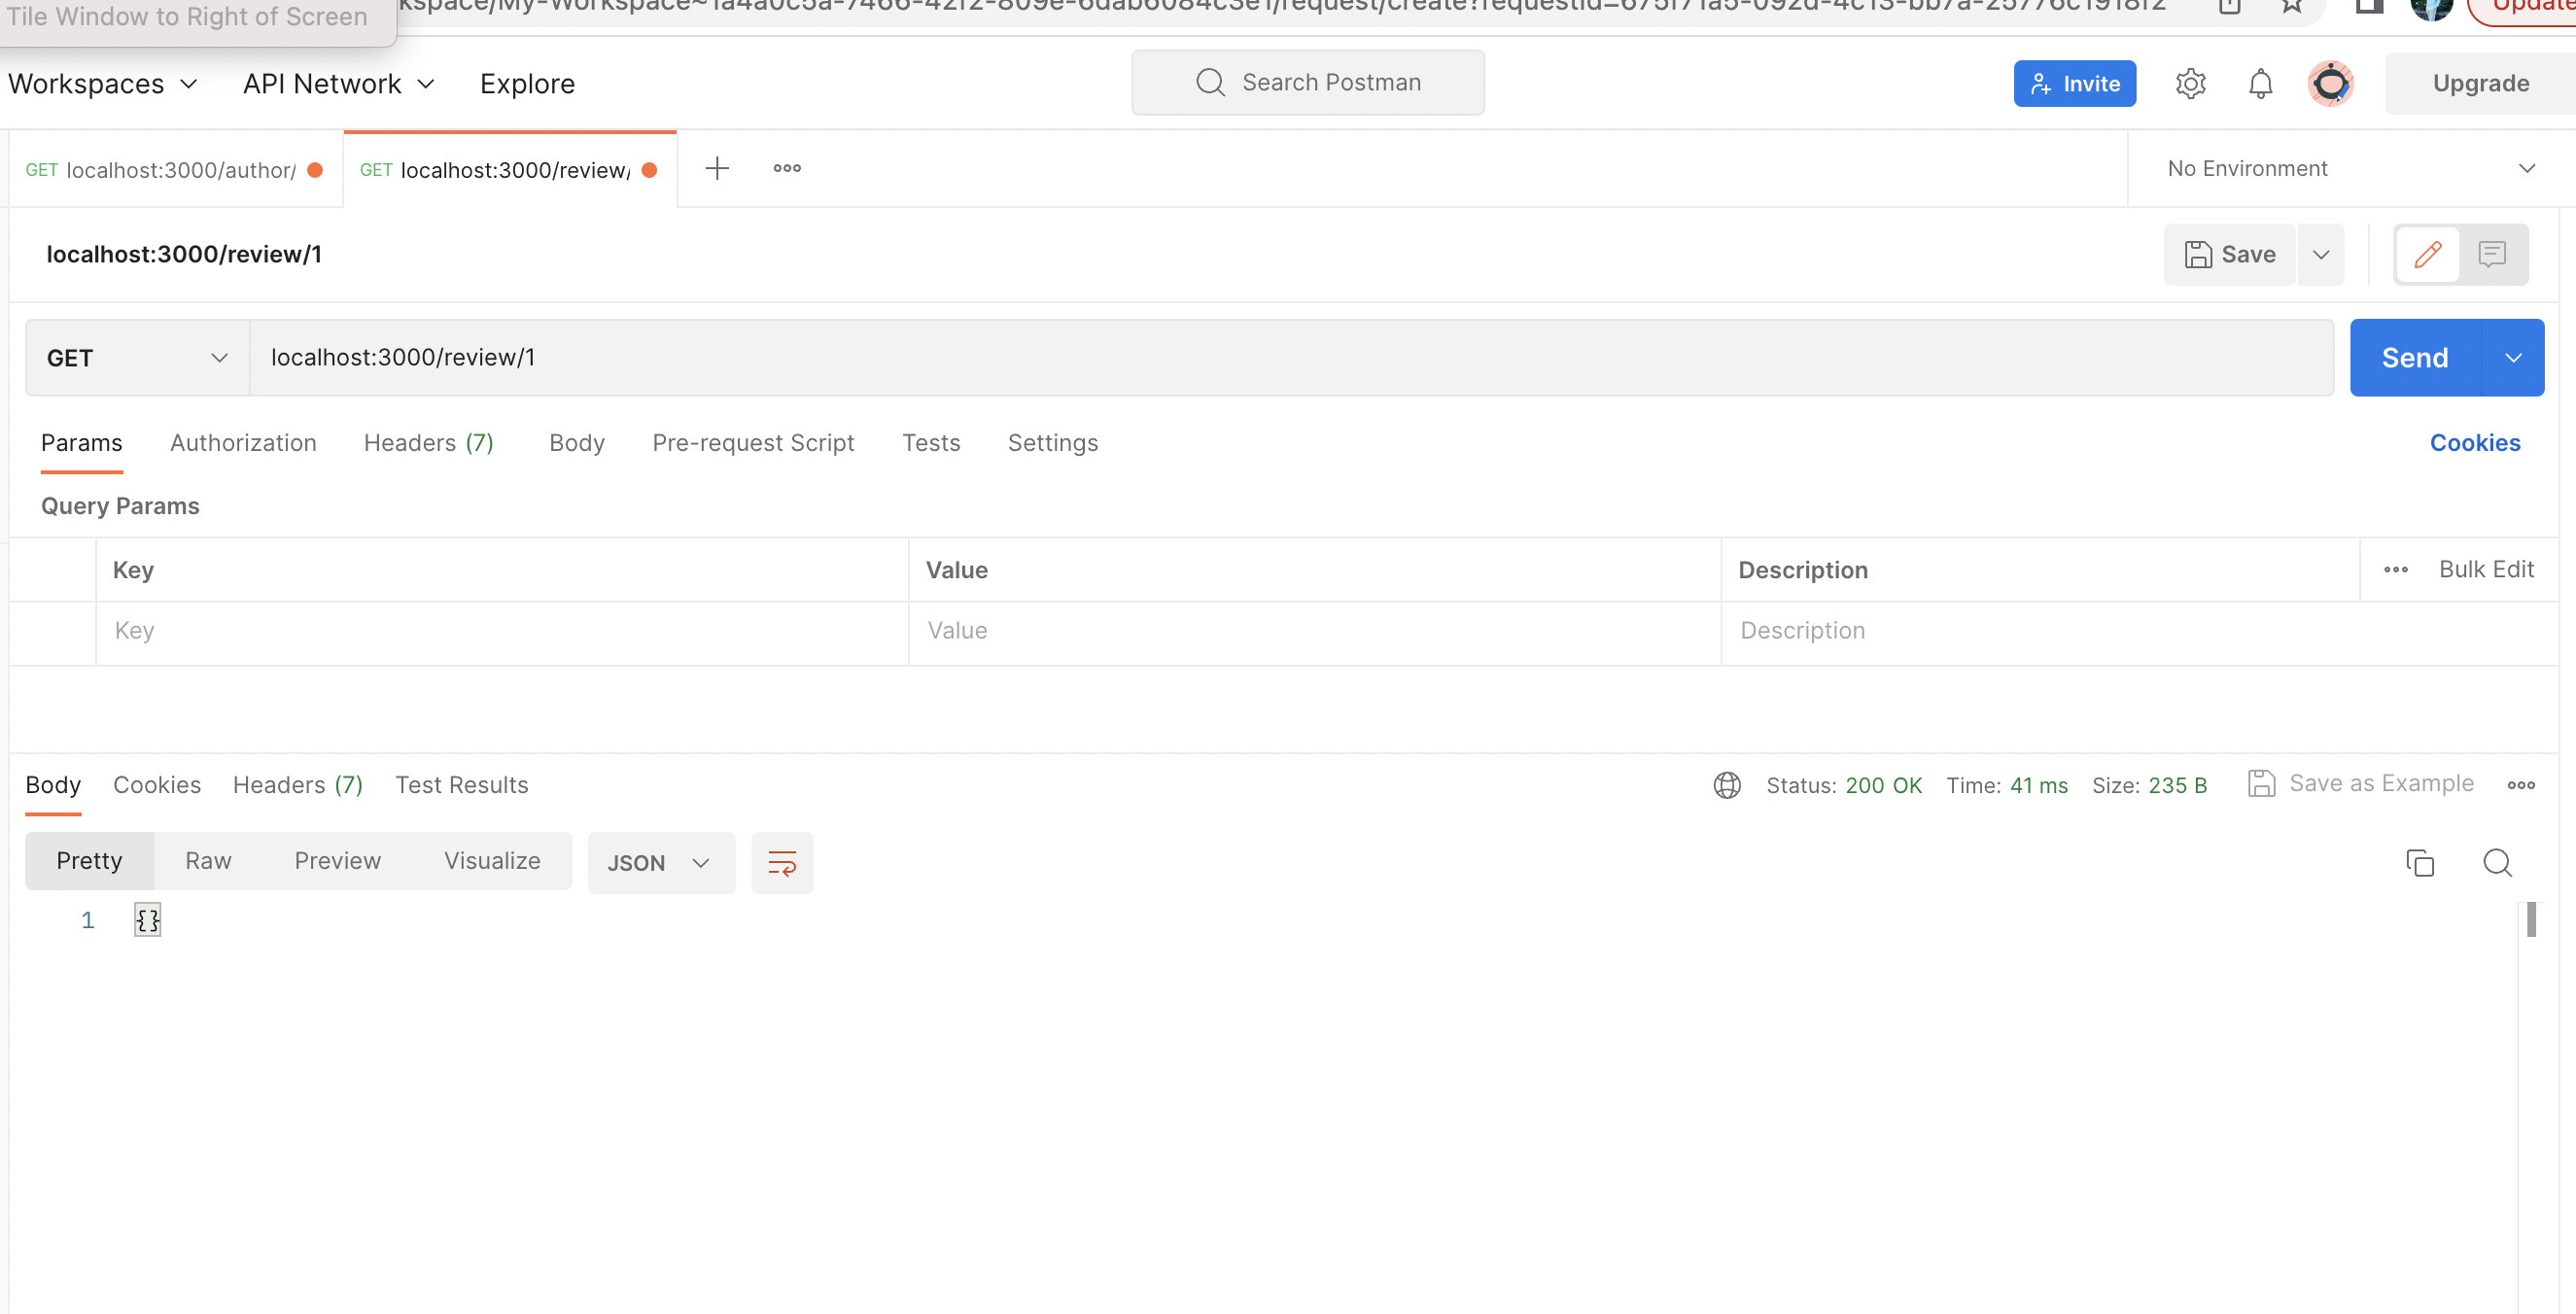 Tile Window to Right of Screen
kspace/My-Workspace~1a4a0c5a-7466-42f2-809e-6dab6084c3e1/request/create?requestId=675f71a5-092d-4c13-bb7a-25776c1918f2
Update
Workspaces API Network Explore Search Postman Invite Upgrade
GET localhost:3000/author/ GET localhost:3000/review/ No Environment
localhost:3000/review/1 Save
GET localhost:3000/review/1 Send
Params Authorization Headers (7) Body Pre-request Script Tests Settings Cookies
Query Params
Key Value Description Bulk Edit
Key Value Description
Body Cookies Headers (7) Test Results Status: 200 OK Time: 41 ms Size: 235 B Save as Example
Pretty Raw Preview Visualize JSON
1 {}